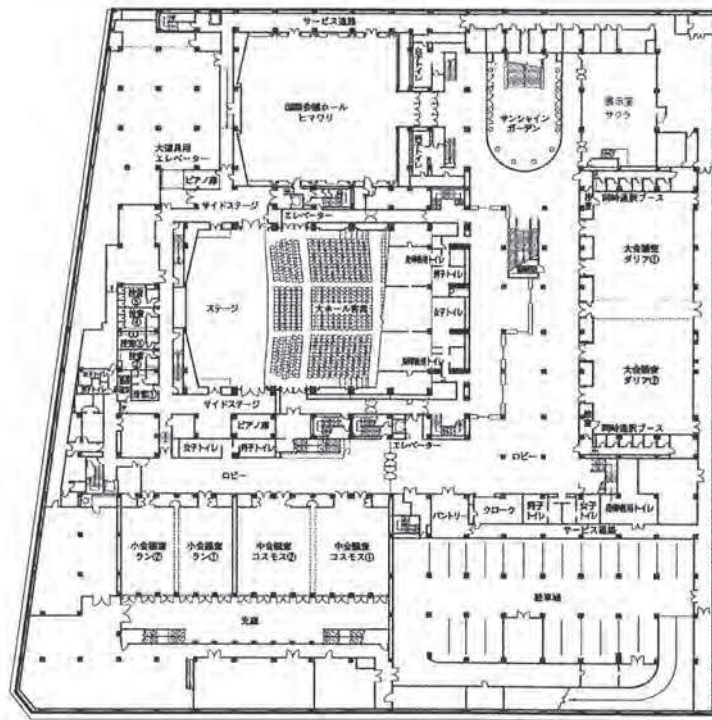 サービス通路
国際会議ホール
ヒマワリ
サンシャイン
ガーデン
展示室
サクラ
大道具用
エレベーター
ピアノ庫
サイドステージ
エレベーター
同時通訳ブース
大会議室
ダリア①
男子トイレ
ステージ
大ホール客席
女子トイレ
大会議室
ダリア②
サイドステージ
ピアノ庫
女子トイレ
男子トイレ
エレベーター
同時通訳ブース
ロビー
ロビー
パントリー
クローク
男子
トイレ
女子
トイレ
サービス通路
小会議室
ラン②
小会議室
ラン①
中会議室
コスモス②
中会議室
コスモス①
光庭
駐車場